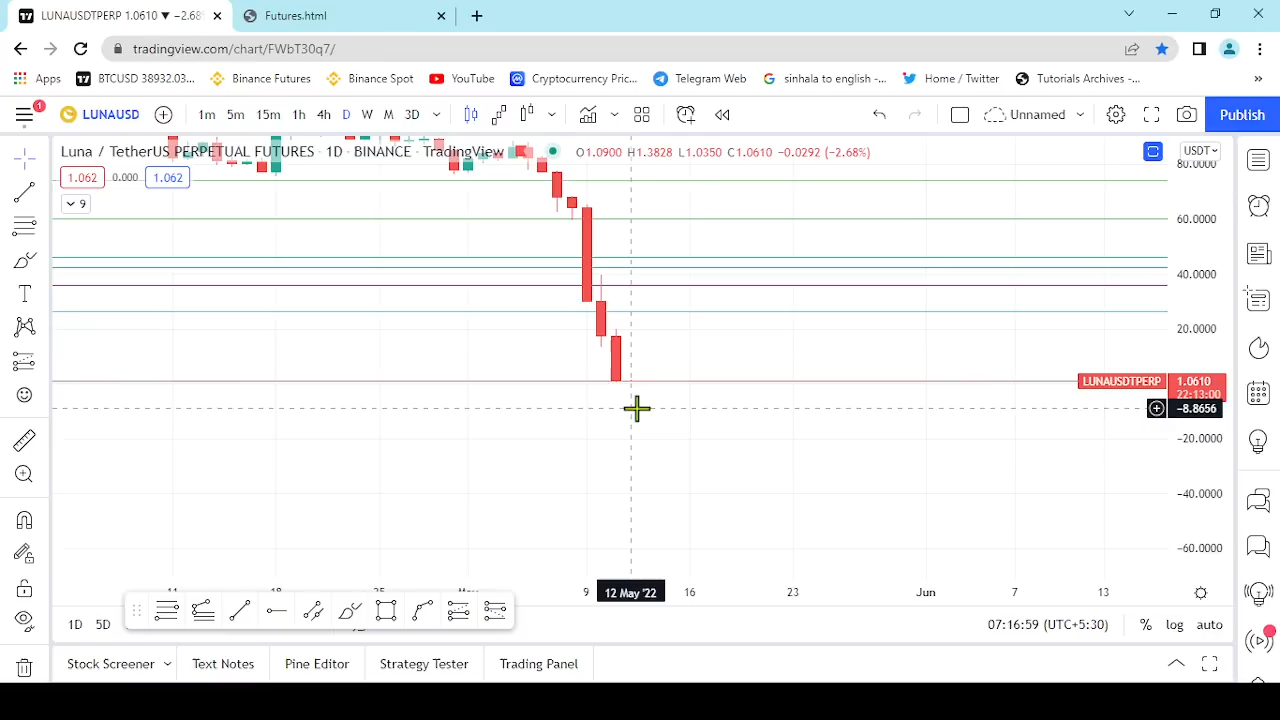 LUNAUSDTPERP 1.0610 ▼ −2.68
Futures.html
tradingview.com/chart/FWbT30q7/
Apps
BTCUSD 38932.03...
Binance Futures
Binance Spot
YouTube
Cryptocurrency Pric...
Telegram Web
sinhala to english -...
Home / Twitter
Tutorials Archives -...
»
1
LUNAUSD
1m 5m 15m 1h 4h D W M 3D
Unnamed
Publish
Luna / TetherUS PERPETUAL FUTURES · 1D · BINANCE · TradingView
1.0900 H1.3828 L1.0350 C1.0610 −0.0292 (−2.68%)
USDT
1.062 0.000 1.062
9
80.0000
60.0000
40.0000
20.0000
LUNAUSDTPERP 1.0610
22:13:00
−8.8656
−20.0000
−40.0000
−60.0000
9 12 May '22 16 23 Jun 7 13
1D 5D
07:16:59 (UTC+5:30) % log auto
Stock Screener Text Notes Pine Editor Strategy Tester Trading Panel